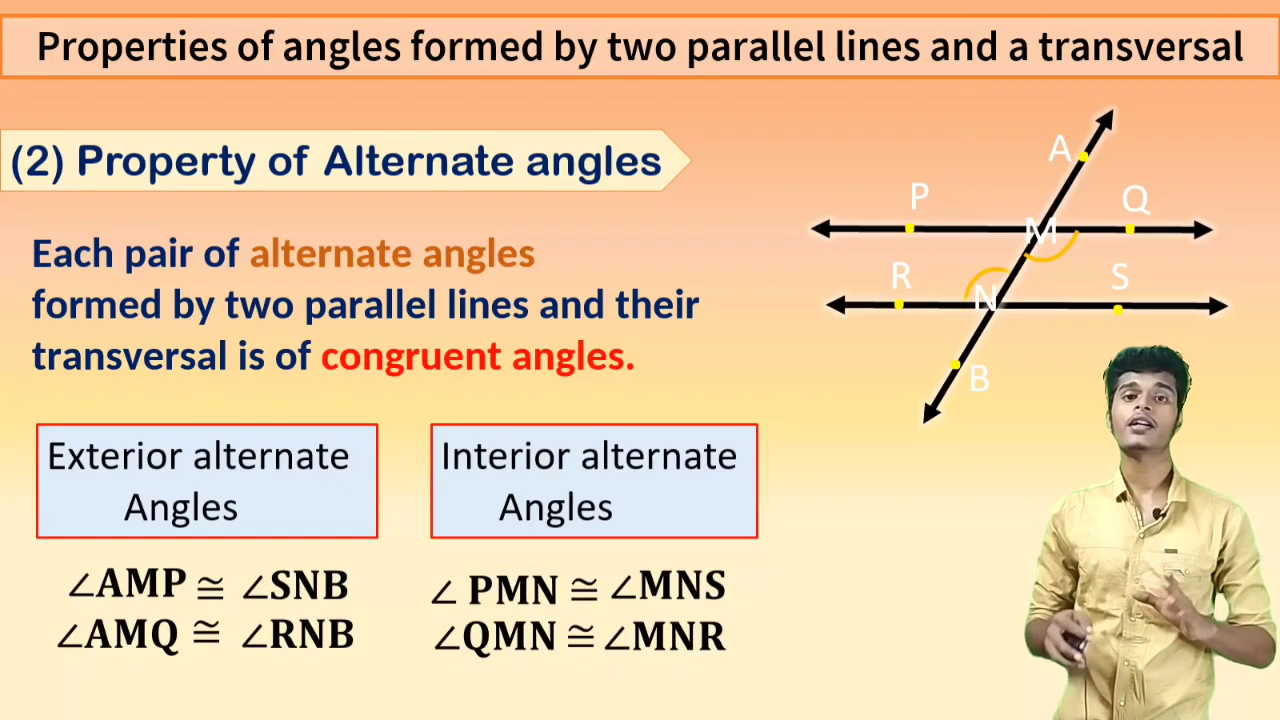 Properties of angles formed by two parallel lines and a transversal
(2) Property of Alternate angles
Each pair of alternate angles
formed by two parallel lines and their
transversal is of congruent angles.
A
P
Q
M
R
S
N
B
Exterior alternate
Angles
Interior alternate
Angles
∠AMP ≅ ∠SNB
∠AMQ ≅ ∠RNB
∠ PMN ≅ ∠MNS
∠QMN ≅ ∠MNR